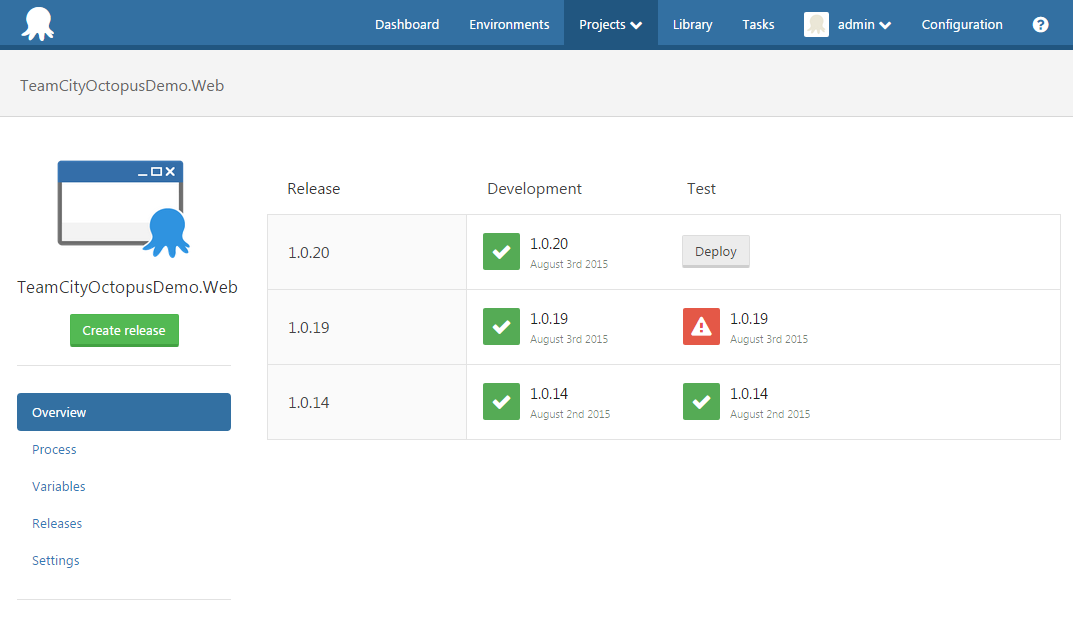 Dashboard Environments Projects Library Tasks admin Configuration ?
TeamCityOctopusDemo.Web
TeamCityOctopusDemo.Web
Create release
Overview
Process
Variables
Releases
Settings
Release Development Test
1.0.20 1.0.20 Deploy
August 3rd 2015
1.0.19 1.0.19 1.0.19
August 3rd 2015 August 3rd 2015
1.0.14 1.0.14 1.0.14
August 2nd 2015 August 2nd 2015